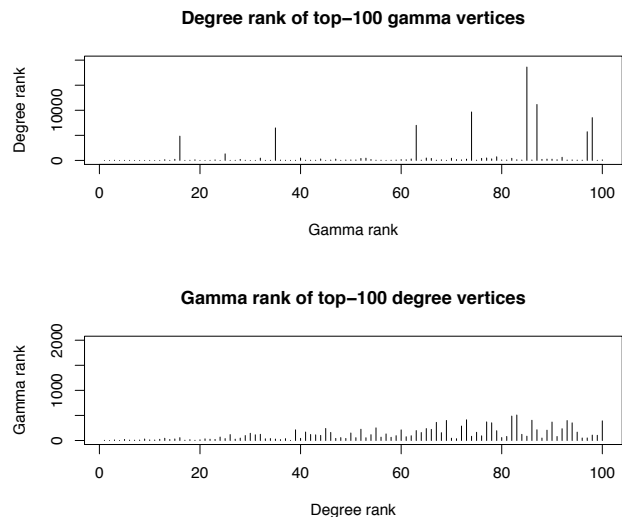 Degree rank of top−100 gamma vertices
Degree rank
10000
0
0 20 40 60 80 100
Gamma rank
Gamma rank of top−100 degree vertices
Gamma rank
2000
1000
0
0 20 40 60 80 100
Degree rank